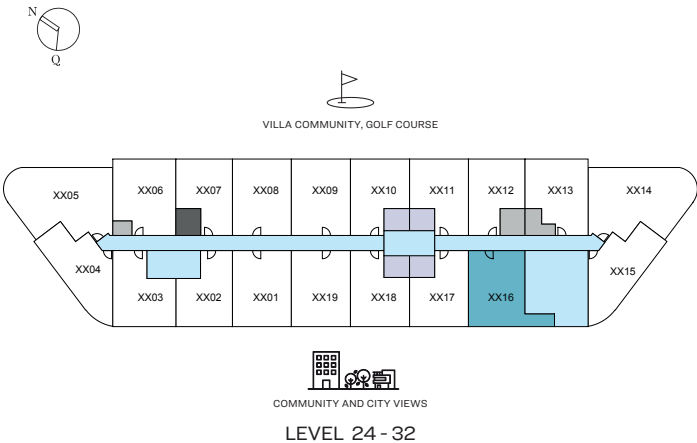 N
Q
VILLA COMMUNITY, GOLF COURSE
XX05
XX06
XX07
XX08
XX09
XX10
XX11
XX12
XX13
XX14
XX04
XX03
XX02
XX01
XX19
XX18
XX17
XX16
XX15
COMMUNITY AND CITY VIEWS
LEVEL 24 - 32